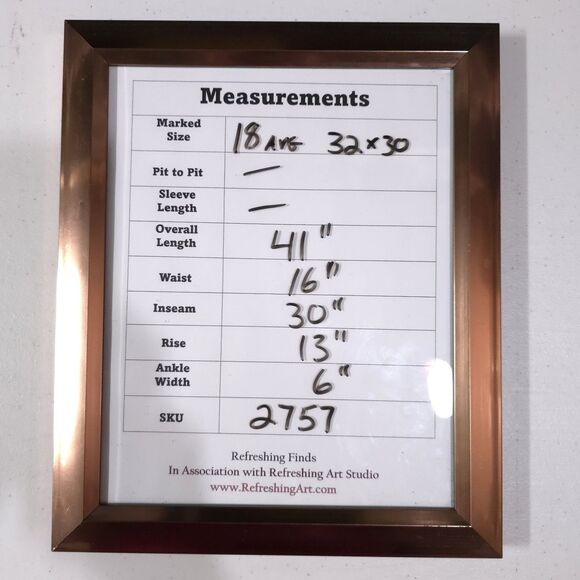 Measurements
Marked Size 18 AVG 32x30
Pit to Pit —
Sleeve Length —
Overall Length 41"
Waist 16"
Inseam 30"
Rise 13"
Ankle Width 6"
SKU 2757
Refreshing Finds
In Association with Refreshing Art Studio
www.RefreshingArt.com